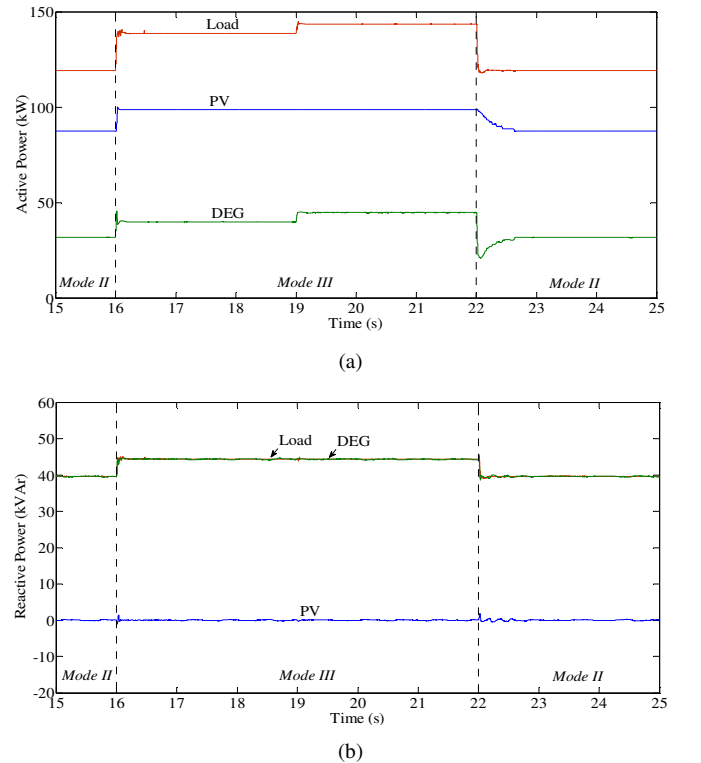 150
Load
100
PV
Active Power (kW)
50
DEG
Mode II
Mode III
Mode II
0
15 16 17 18 19 20 21 22 23 24 25
Time (s)
(a)
60
50
Load
DEG
40
30
Reactive Power (kVAr)
20
10
PV
0
-10
Mode II
Mode III
Mode II
-20
15 16 17 18 19 20 21 22 23 24 25
Time (s)
(b)